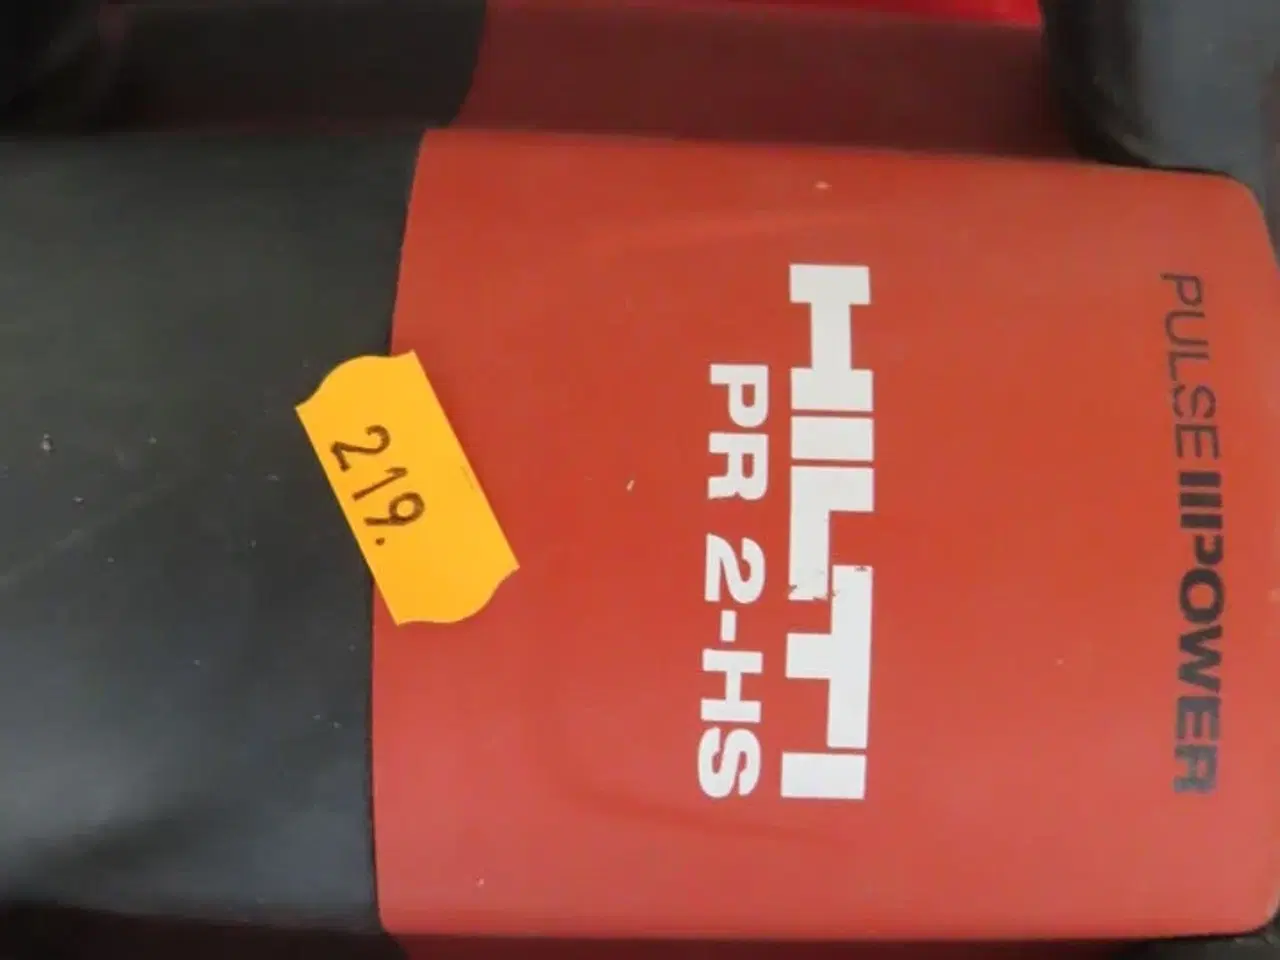 PULSE POWER
HILTI
PR 2-HS
219.